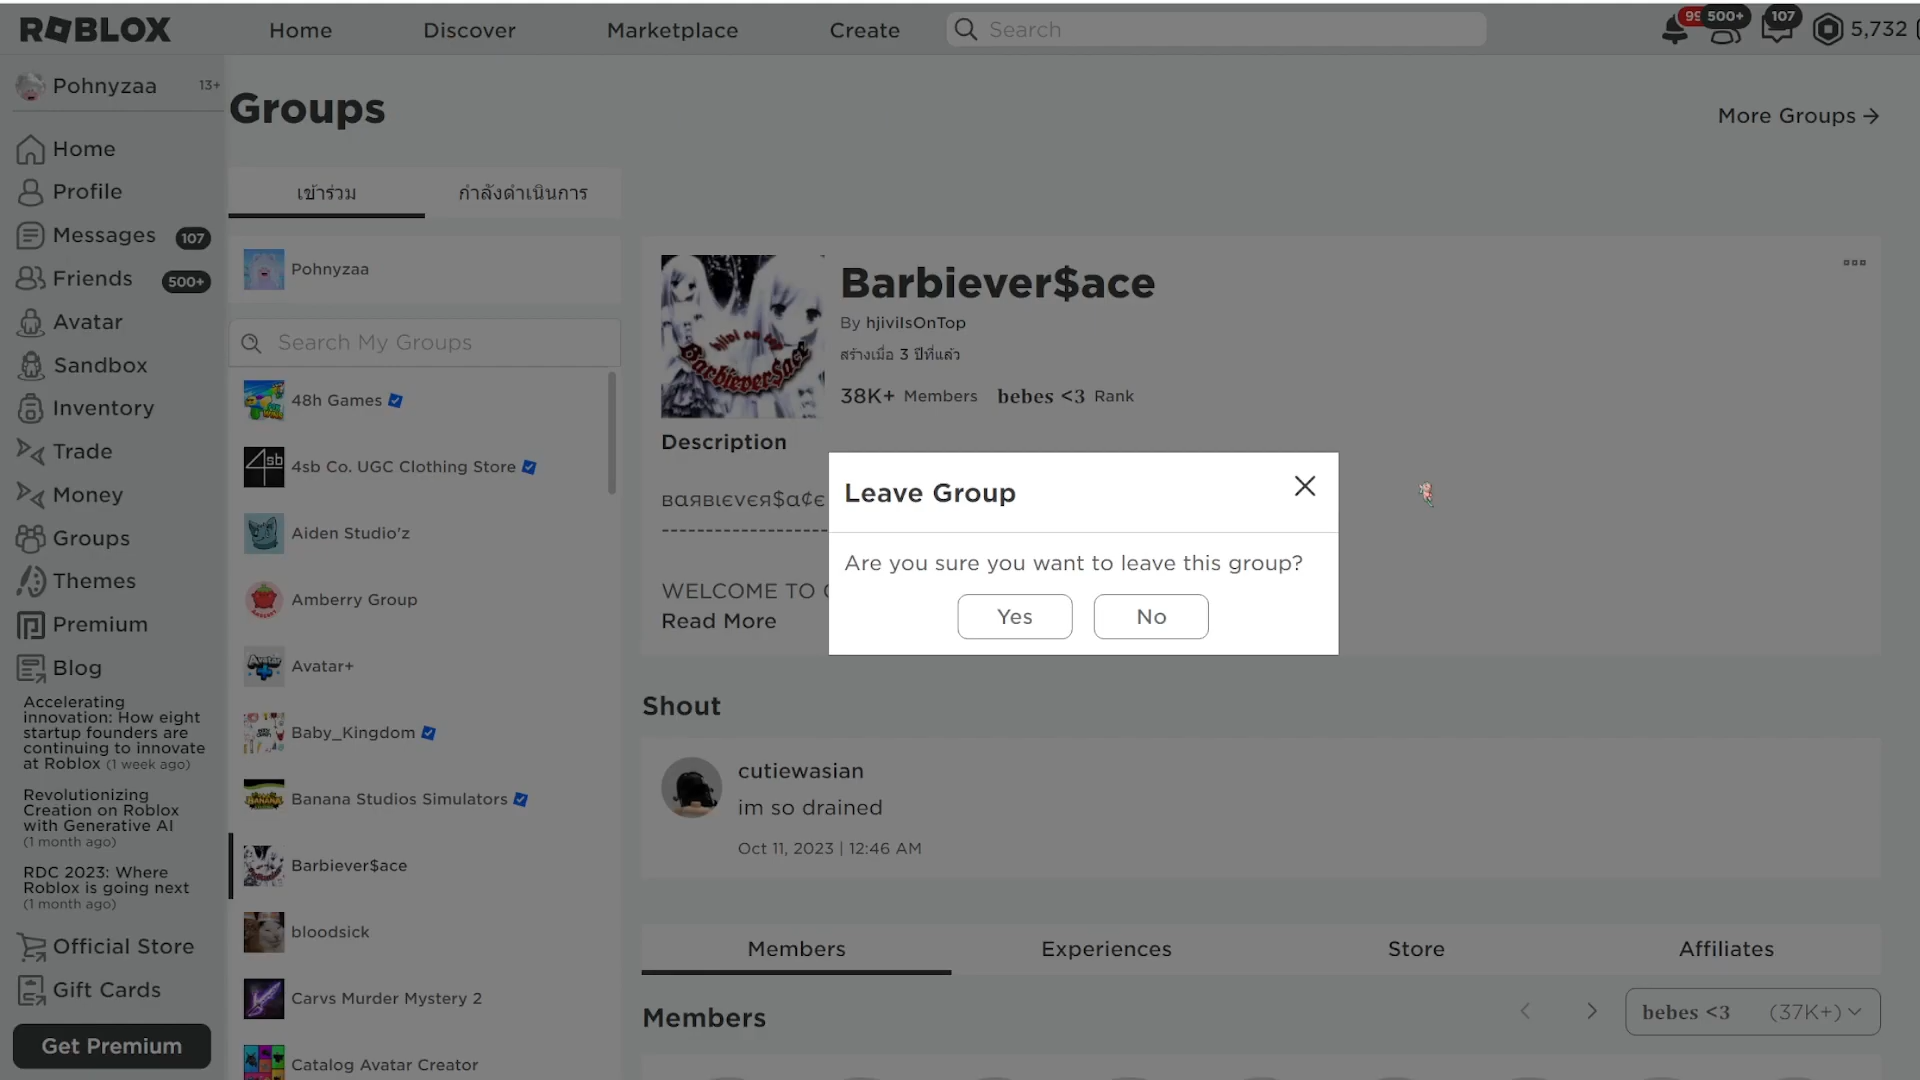 ROBLOX
Home
Discover
Marketplace
Create
Search
99
500+
107
5,732
Pohnyzaa
13+
Home
Profile
Messages
107
Friends
500+
Avatar
Sandbox
Inventory
Trade
Money
Groups
Themes
Premium
Blog
Accelerating
innovation: How eight
startup founders are
continuing to innovate
at Roblox (1 week ago)
Revolutionizing
Creation on Roblox
with Generative AI
(1 month ago)
RDC 2023: Where
Roblox is going next
(1 month ago)
Official Store
Gift Cards
Get Premium
Groups
More Groups →
เข้าร่วม
กำลังดำเนินการ
Pohnyzaa
Search My Groups
48h Games
4sb
4sb Co. UGC Clothing Store
Aiden Studio'z
Amberry Group
Avatar+
Baby_Kingdom
Banana Studios Simulators
Barbiever$ace
bloodsick
Carvs Murder Mystery 2
Catalog Avatar Creator
hjivi on top
Barbiever$ace
Barbiever$ace
By hjivilsOnTop
สร้างเมื่อ 3 ปีที่แล้ว
38K+ Members
bebes <3 Rank
Description
вαявιєνєя$α¢є
--------------------
WELCOME TO
Read More
Leave Group
Are you sure you want to leave this group?
Yes
No
Shout
cutiewasian
im so drained
Oct 11, 2023 | 12:46 AM
Members
Experiences
Store
Affiliates
Members
bebes <3 (37K+)